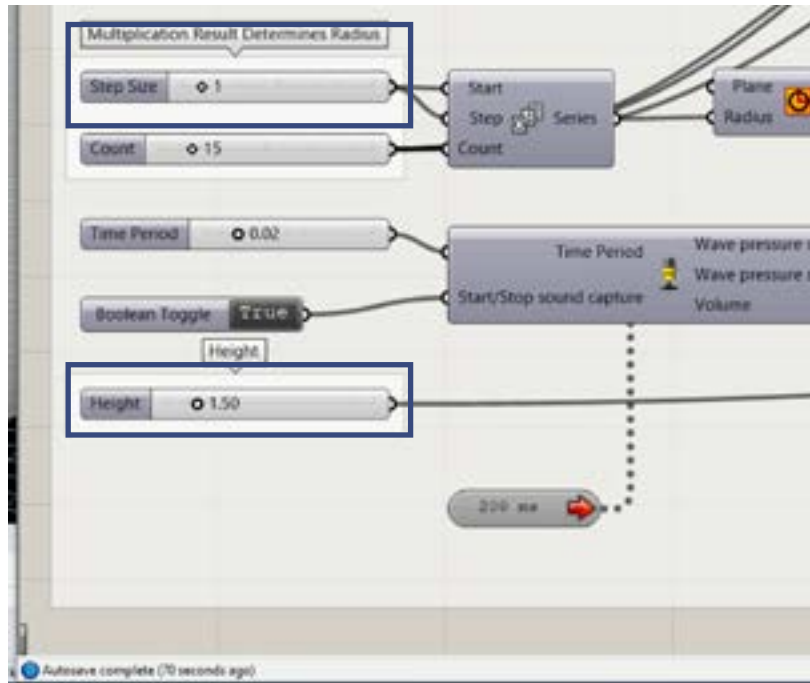 Multiplication Result Determines Radius
Step Size 1
Count 15
Start
Step Series
Count
Plane
Radius
Time Period 0.02
Boolean Toggle True
Time Period
Start/Stop sound capture
Wave pressure
Wave pressure
Volume
Height
Height 1.50
200 ms
Autosave complete (70 seconds ago)